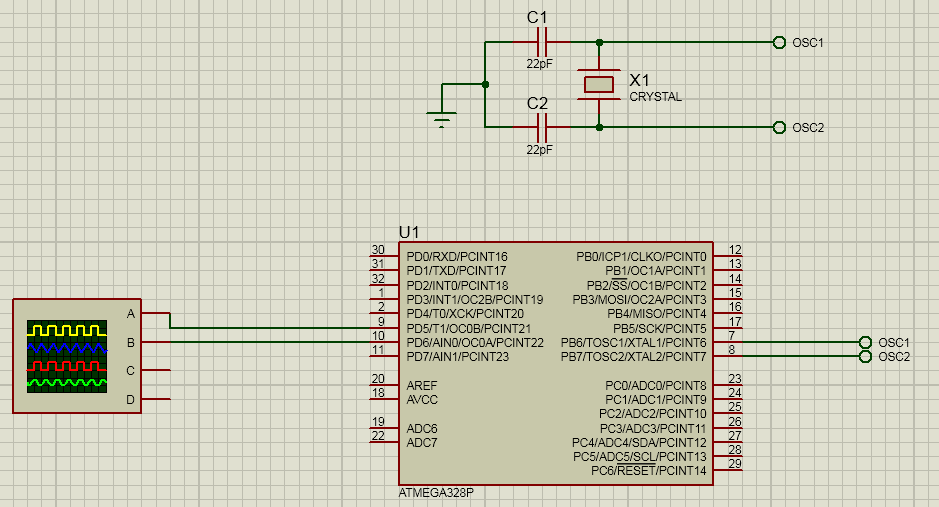 C1
OSC1
22pF
X1
CRYSTAL
C2
OSC2
22pF
U1
30 PD0/RXD/PCINT16 PB0/ICP1/CLKO/PCINT0 12
31 PD1/TXD/PCINT17 PB1/OC1A/PCINT1 13
32 PD2/INT0/PCINT18 PB2/SS/OC1B/PCINT2 14
1 PD3/INT1/OC2B/PCINT19 PB3/MOSI/OC2A/PCINT3 15
2 PD4/T0/XCK/PCINT20 PB4/MISO/PCINT4 16
A 9 PD5/T1/OC0B/PCINT21 PB5/SCK/PCINT5 17
B 10 PD6/AIN0/OC0A/PCINT22 PB6/TOSC1/XTAL1/PCINT6 7 OSC1
11 PD7/AIN1/PCINT23 PB7/TOSC2/XTAL2/PCINT7 8 OSC2
C
20 AREF PC0/ADC0/PCINT8 23
D 18 AVCC PC1/ADC1/PCINT9 24
PC2/ADC2/PCINT10 25
19 ADC6 PC3/ADC3/PCINT11 26
22 ADC7 PC4/ADC4/SDA/PCINT12 27
PC5/ADC5/SCL/PCINT13 28
PC6/RESET/PCINT14 29
ATMEGA328P